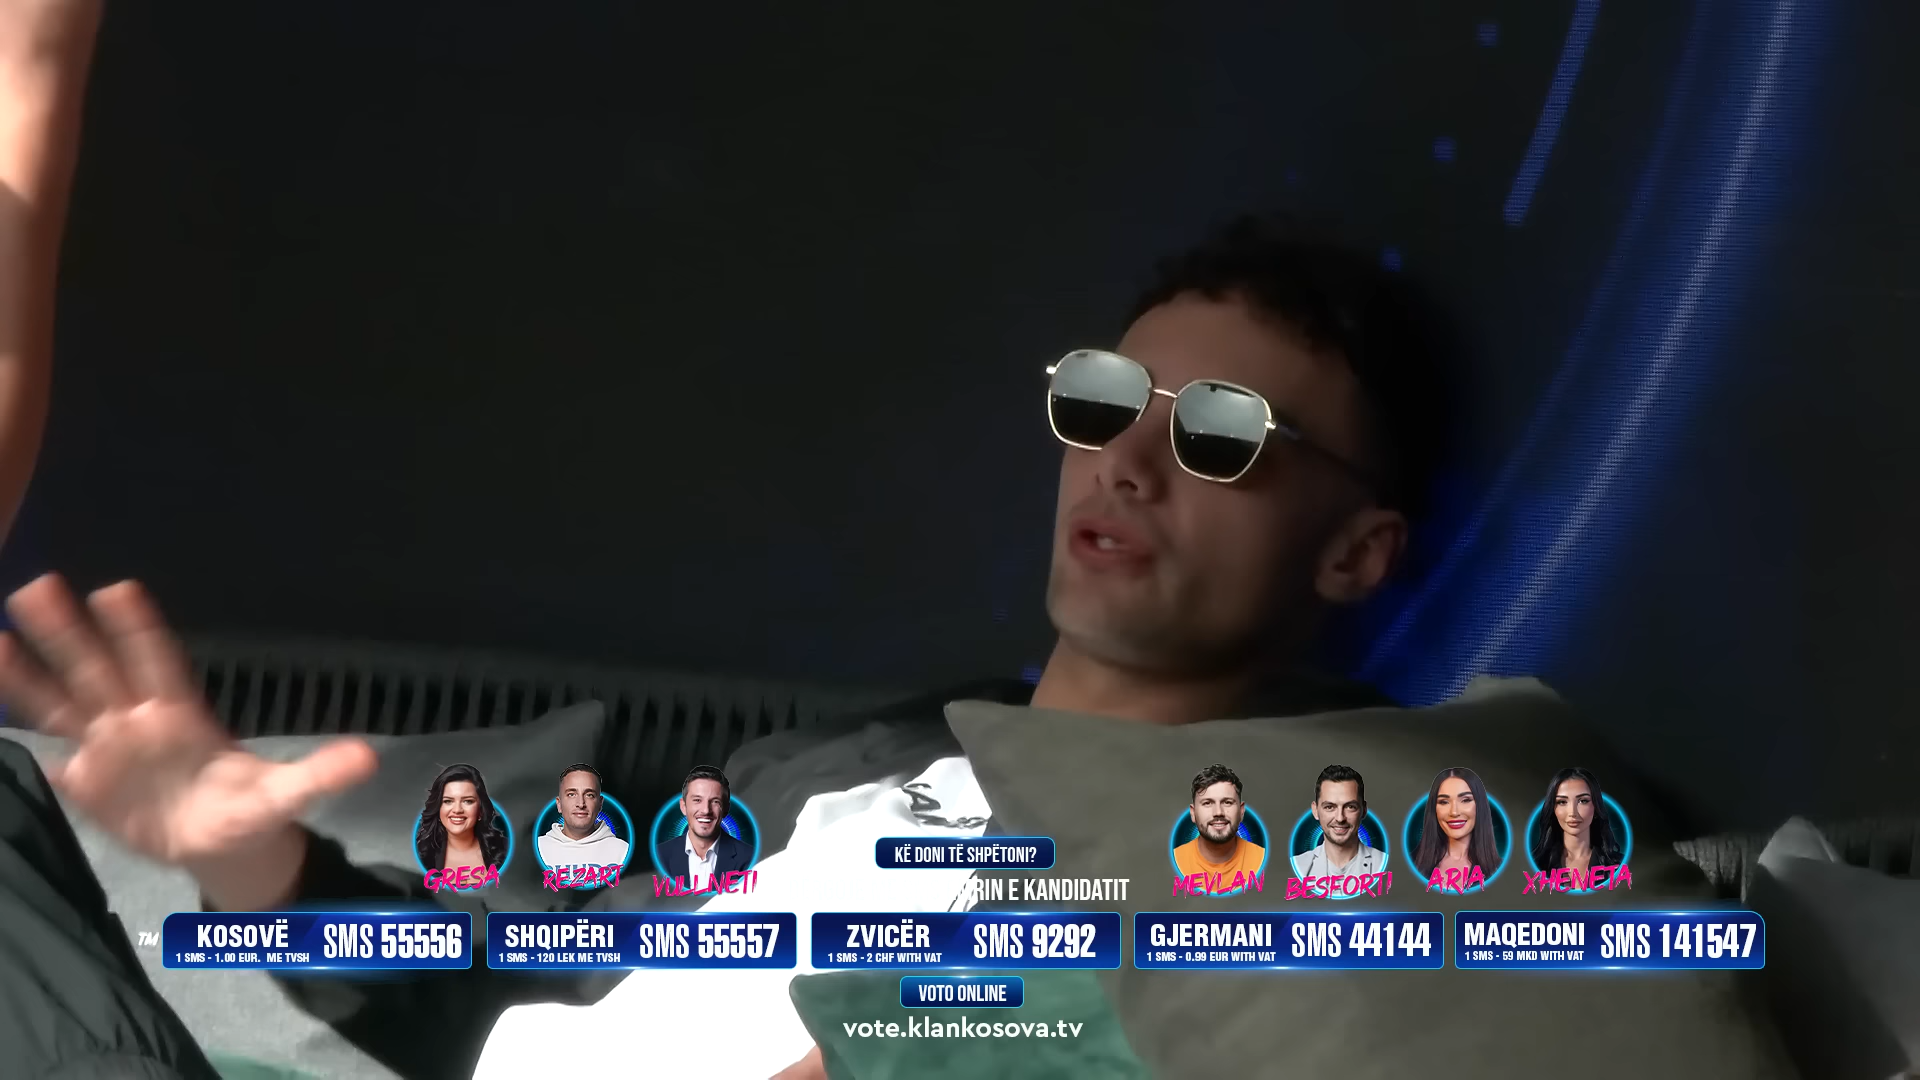 KË DONI TË SHPËTONI?
E KANDIDATIT
GRESA
REZART
VULLNETI
MEVLAN
BESFORTI
ARIA
XHENETA
TM
KOSOVË
1 SMS - 1.00 EUR. ME TVSH
SMS 55556
SHQIPËRI
1 SMS - 120 LEK ME TVSH
SMS 55557
ZVICËR
1 SMS - 2 CHF WITH VAT
SMS 9292
GJERMANI
1 SMS - 0.99 EUR WITH VAT
SMS 44144
MAQEDONI
1 SMS - 59 MKD WITH VAT
SMS 141547
VOTO ONLINE
vote.klankosova.tv